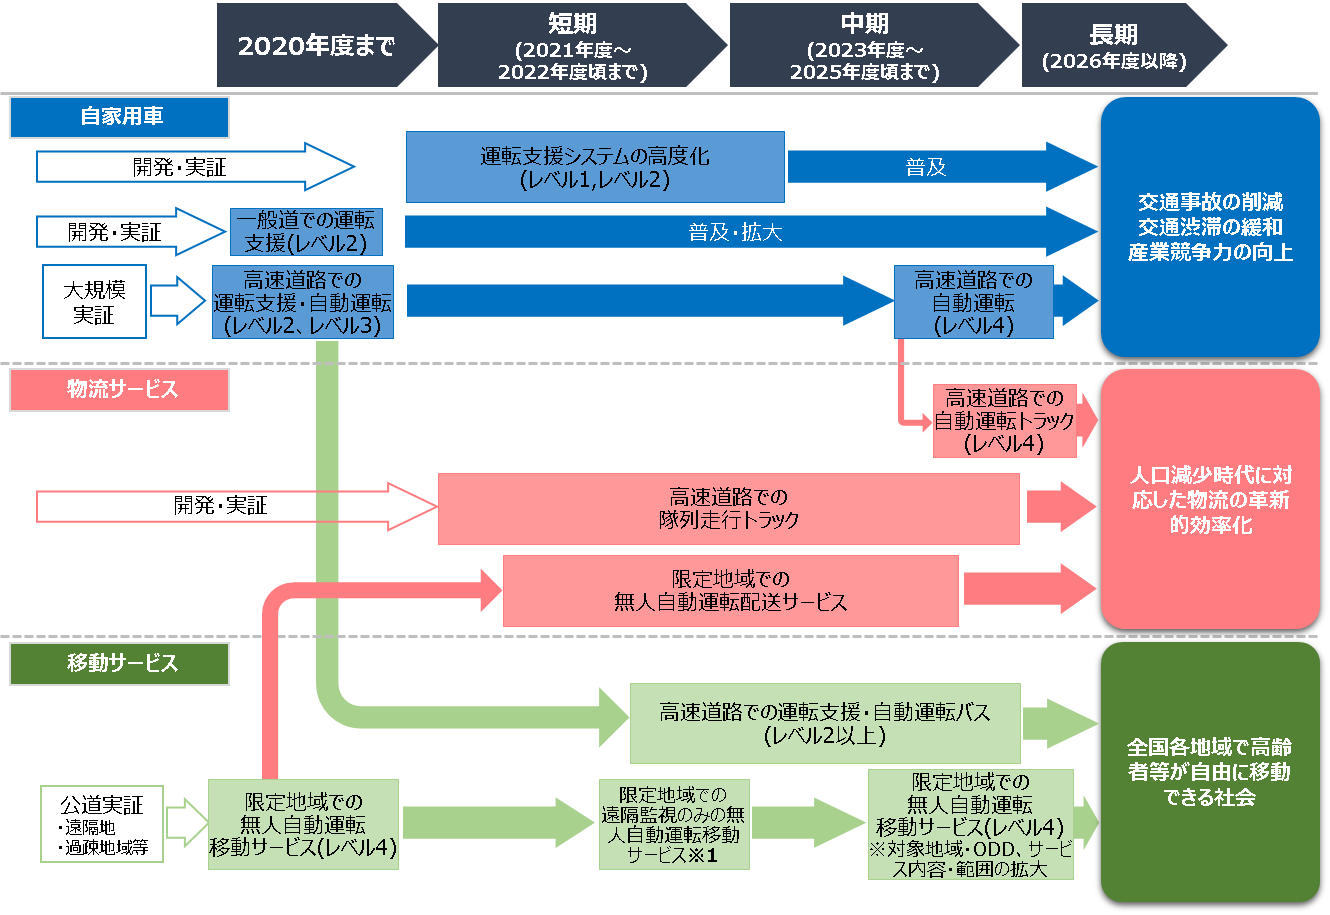 2020年度まで
短期
(2021年度～
2022年度頃まで)
中期
(2023年度～
2025年度頃まで)
長期
(2026年度以降)
自家用車
開発・実証
運転支援システムの高度化
(レベル1,レベル2)
普及
開発・実証
一般道での運転
支援(レベル2)
普及・拡大
大規模
実証
高速道路での
運転支援・自動運転
(レベル2、レベル3)
高速道路での
自動運転
(レベル4)
交通事故の削減
交通渋滞の緩和
産業競争力の向上
物流サービス
高速道路での
自動運転トラック
(レベル4)
開発・実証
高速道路での
隊列走行トラック
限定地域での
無人自動運転配送サービス
人口減少時代に対
応した物流の革新
的効率化
移動サービス
高速道路での運転支援・自動運転バス
(レベル2以上)
公道実証
・遠隔地
・過疎地域等
限定地域での
無人自動運転
移動サービス(レベル4)
限定地域での
遠隔監視のみの無
人自動運転移動
サービス※1
限定地域での
無人自動運転
移動サービス(レベル4)
※対象地域・ODD、サービ
ス内容・範囲の拡大
全国各地域で高齢
者等が自由に移動
できる社会